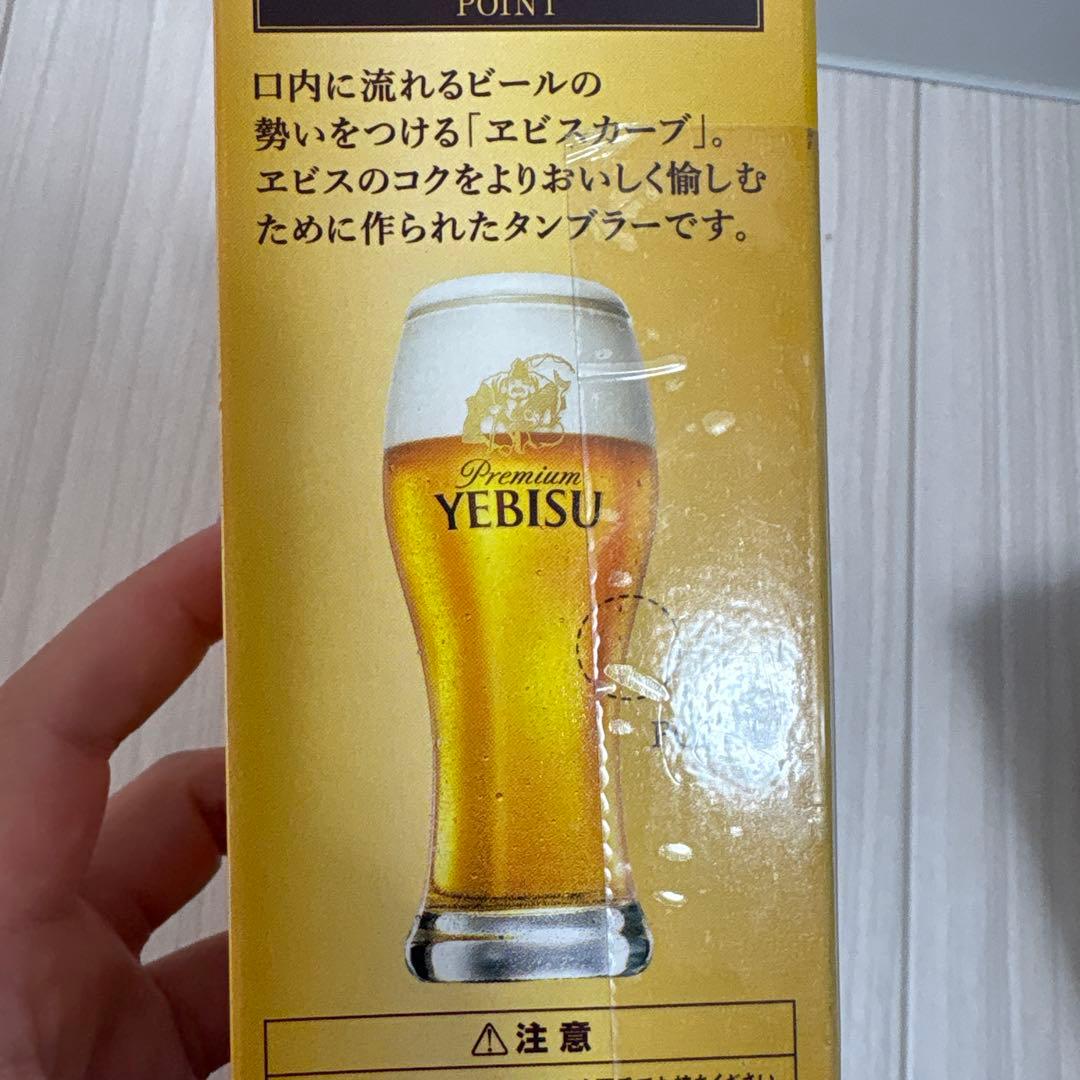 POINT
口内に流れるビールの
勢いをつける「ヱビスカーブ」。
ヱビスのコクをよりおいしく愉しむ
ために作られたタンブラーです。
Premium
YEBISU
⚠注意